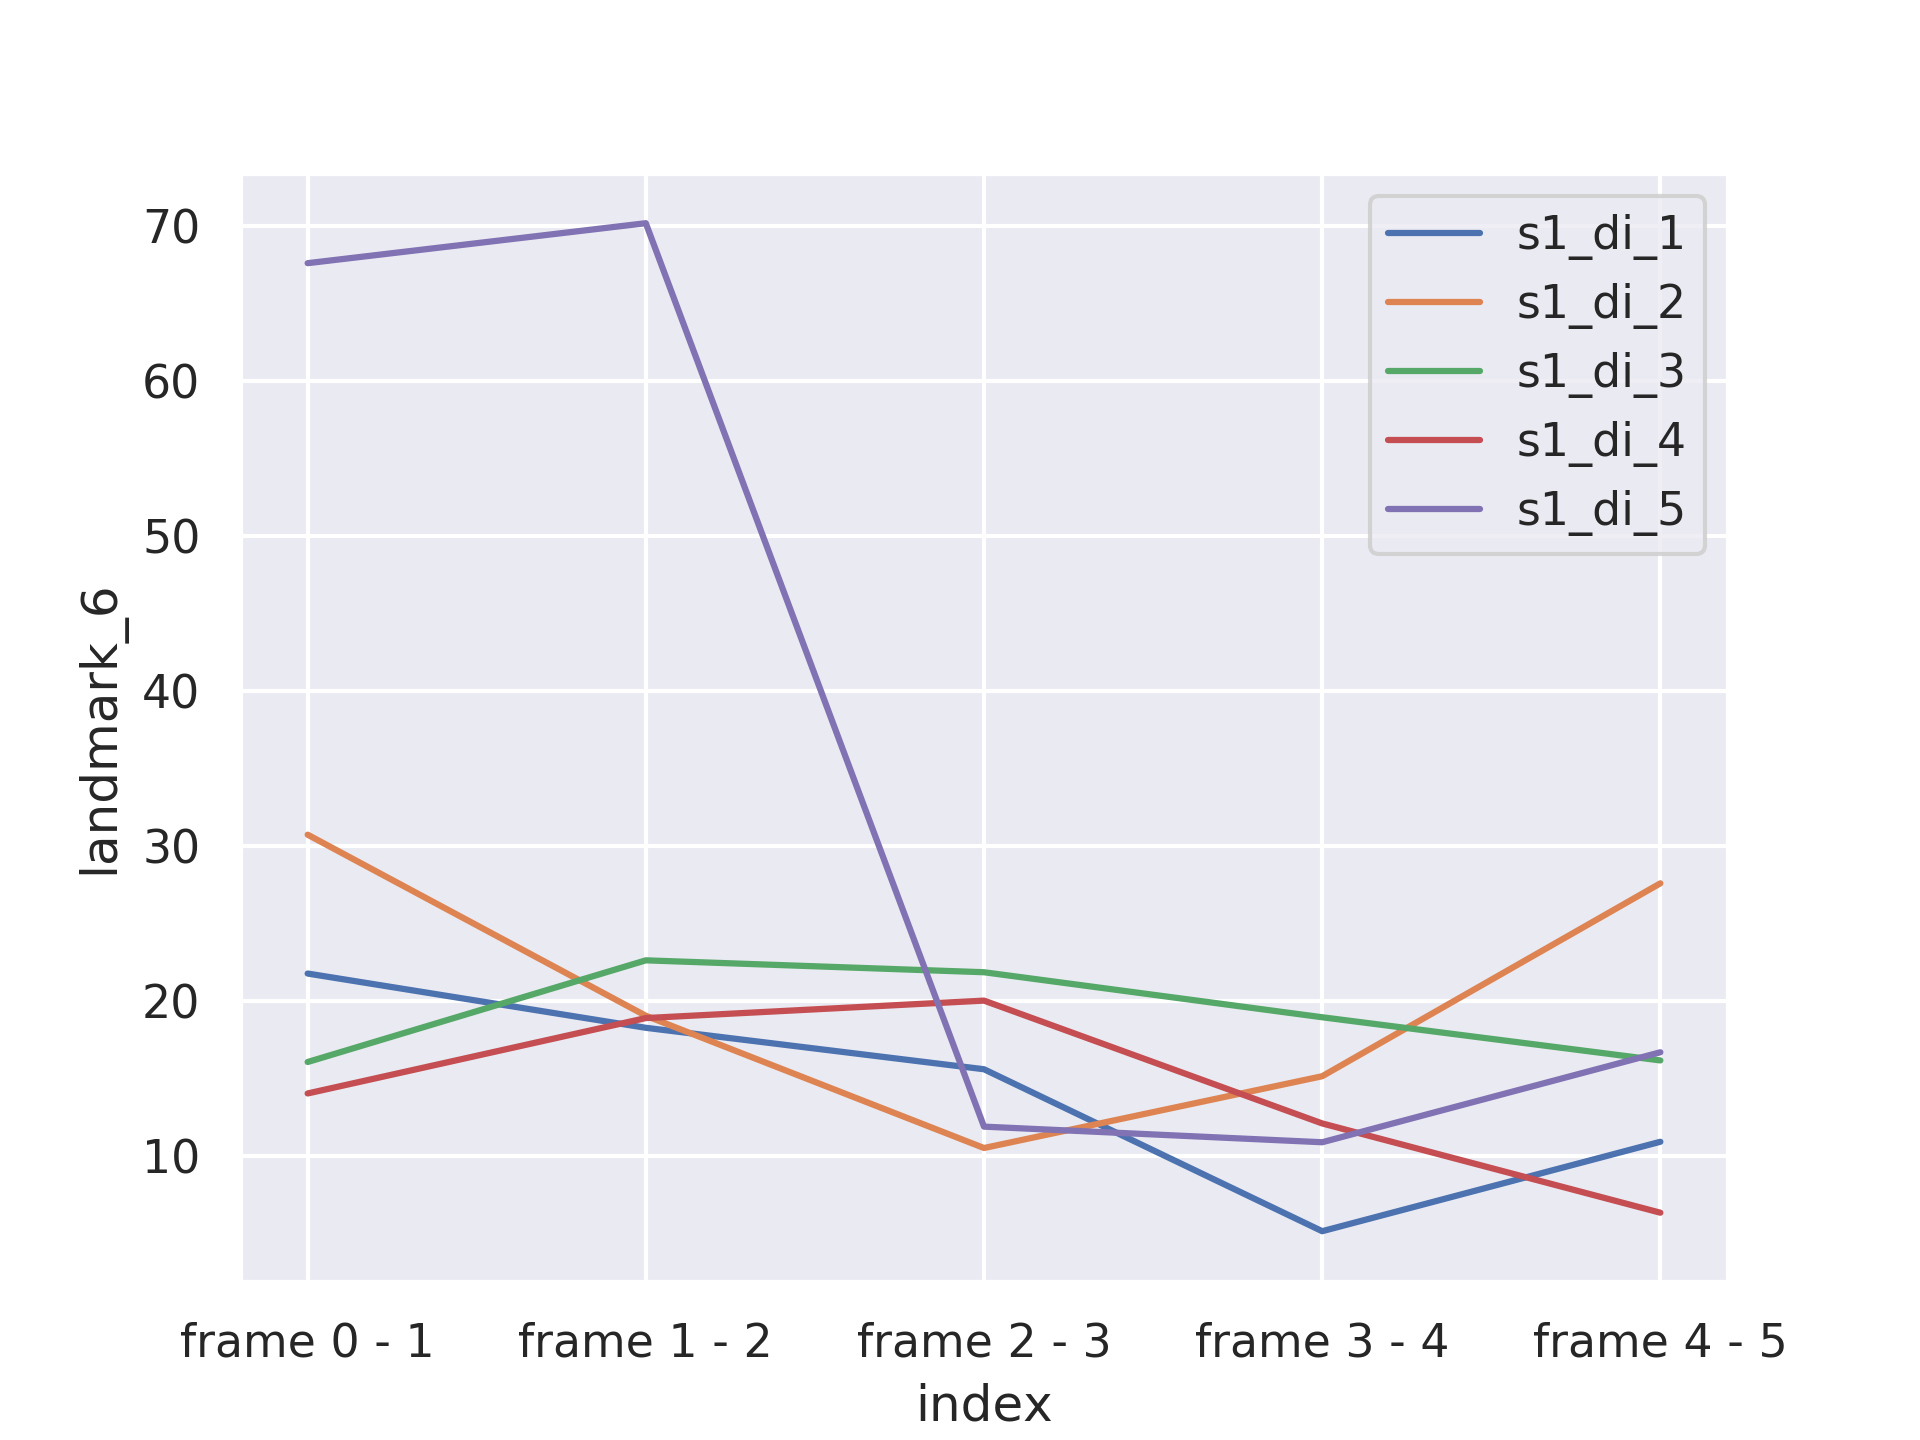 70
60
50
40
30
20
10
landmark_6
s1_di_1
s1_di_2
s1_di_3
s1_di_4
s1_di_5
frame 0 - 1 frame 1 - 2 frame 2 - 3 frame 3 - 4 frame 4 - 5
index